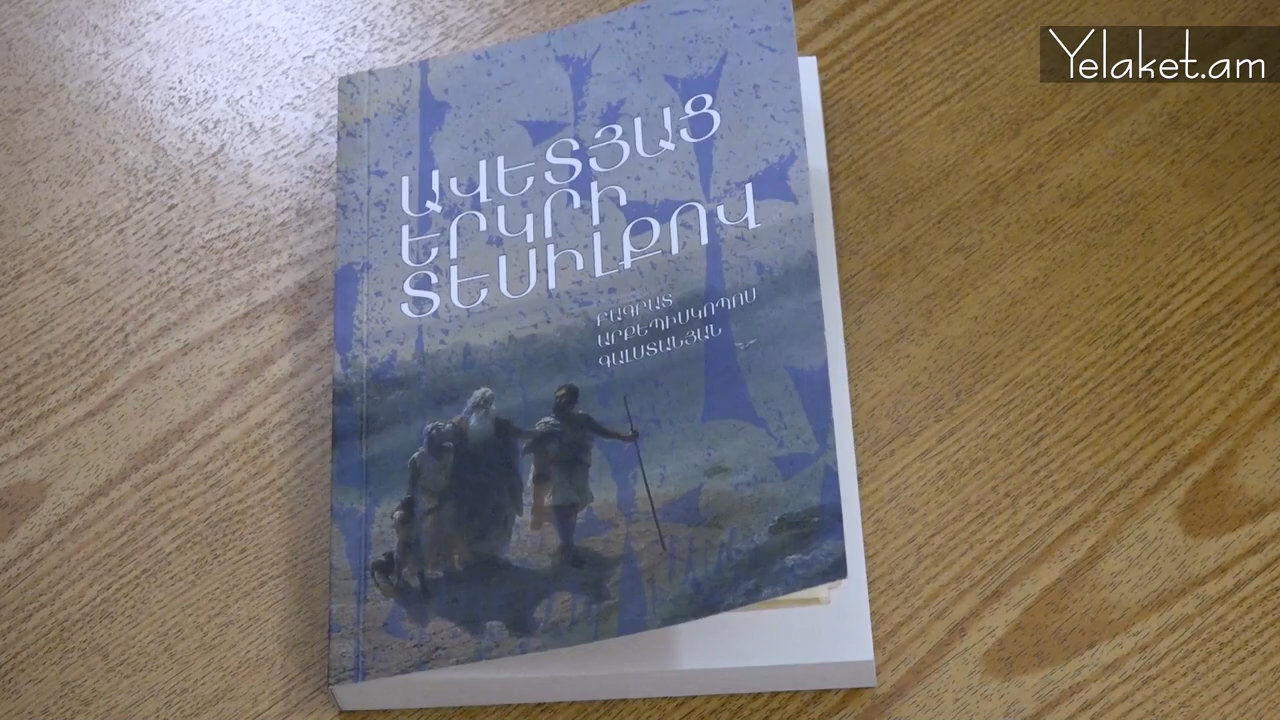 Yelaket.am
ԱՎԵՏՅԱՑ
ԵՐԿՐԻ
ՏԵՍԻԼՔՈՎ
ԲԱԳՐԱՏ
ԱՐՔԵՊԻՍԿՈՊՈՍ
ԳԱԼՍՏԱՆՅԱՆ